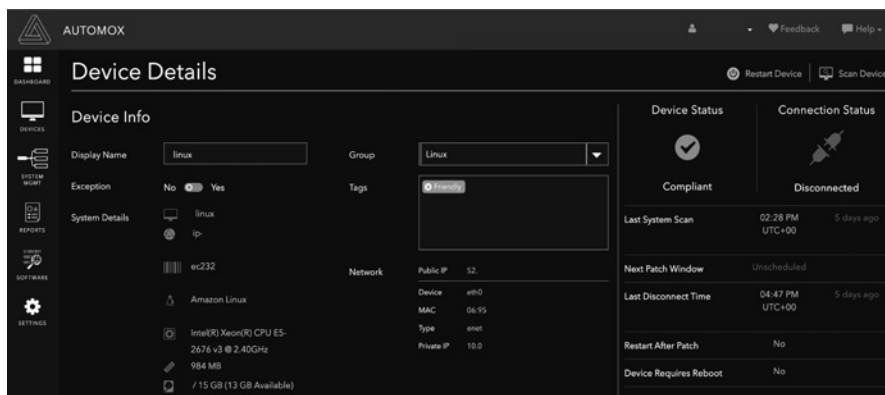 AUTOMOX
Feedback
Help
DASHBOARD
Device Details
Restart Device
Scan Device
DEVICES
Device Info
Device Status
Connection Status
Display Name
linux
Group
Linux
SYSTEM
MGMT
Exception
No
Yes
Tags
Friendly
Compliant
Disconnected
System Details
linux
ip-
REPORTS
Last System Scan
02:28 PM
UTC+00
5 days ago
SOFTWARE
ec232
Network
Public IP
52.
Next Patch Window
Unscheduled
Amazon Linux
Device
eth0
MAC
06:95
Type
enet
Private IP
10.0
Last Disconnect Time
04:47 PM
UTC+00
5 days ago
SETTINGS
Intel(R) Xeon(R) CPU E5-
2676 v3 @ 2.40GHz
984 MB
/ 15 GB (13 GB Available)
Restart After Patch
No
Device Requires Reboot
No